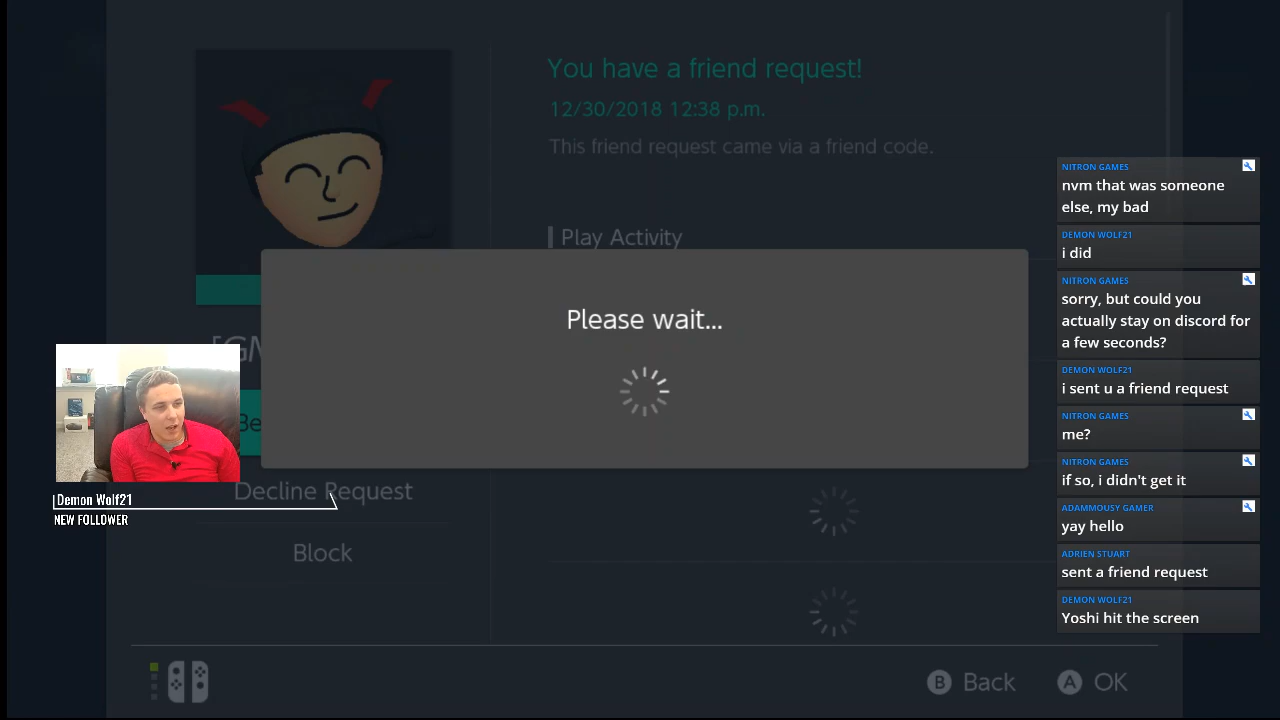 You have a friend request!
12/30/2018 12:38 p.m.
This friend request came via a friend code.
Play Activity
Please wait...
[GM
Be
Decline Request
Block
Demon Wolf21
NEW FOLLOWER
B Back
A OK
NITRON GAMES
nvm that was someone
else, my bad
DEMON WOLF21
i did
NITRON GAMES
sorry, but could you
actually stay on discord for
a few seconds?
DEMON WOLF21
i sent u a friend request
NITRON GAMES
me?
NITRON GAMES
if so, i didn't get it
ADAMMOUSY GAMER
yay hello
ADRIEN STUART
sent a friend request
DEMON WOLF21
Yoshi hit the screen